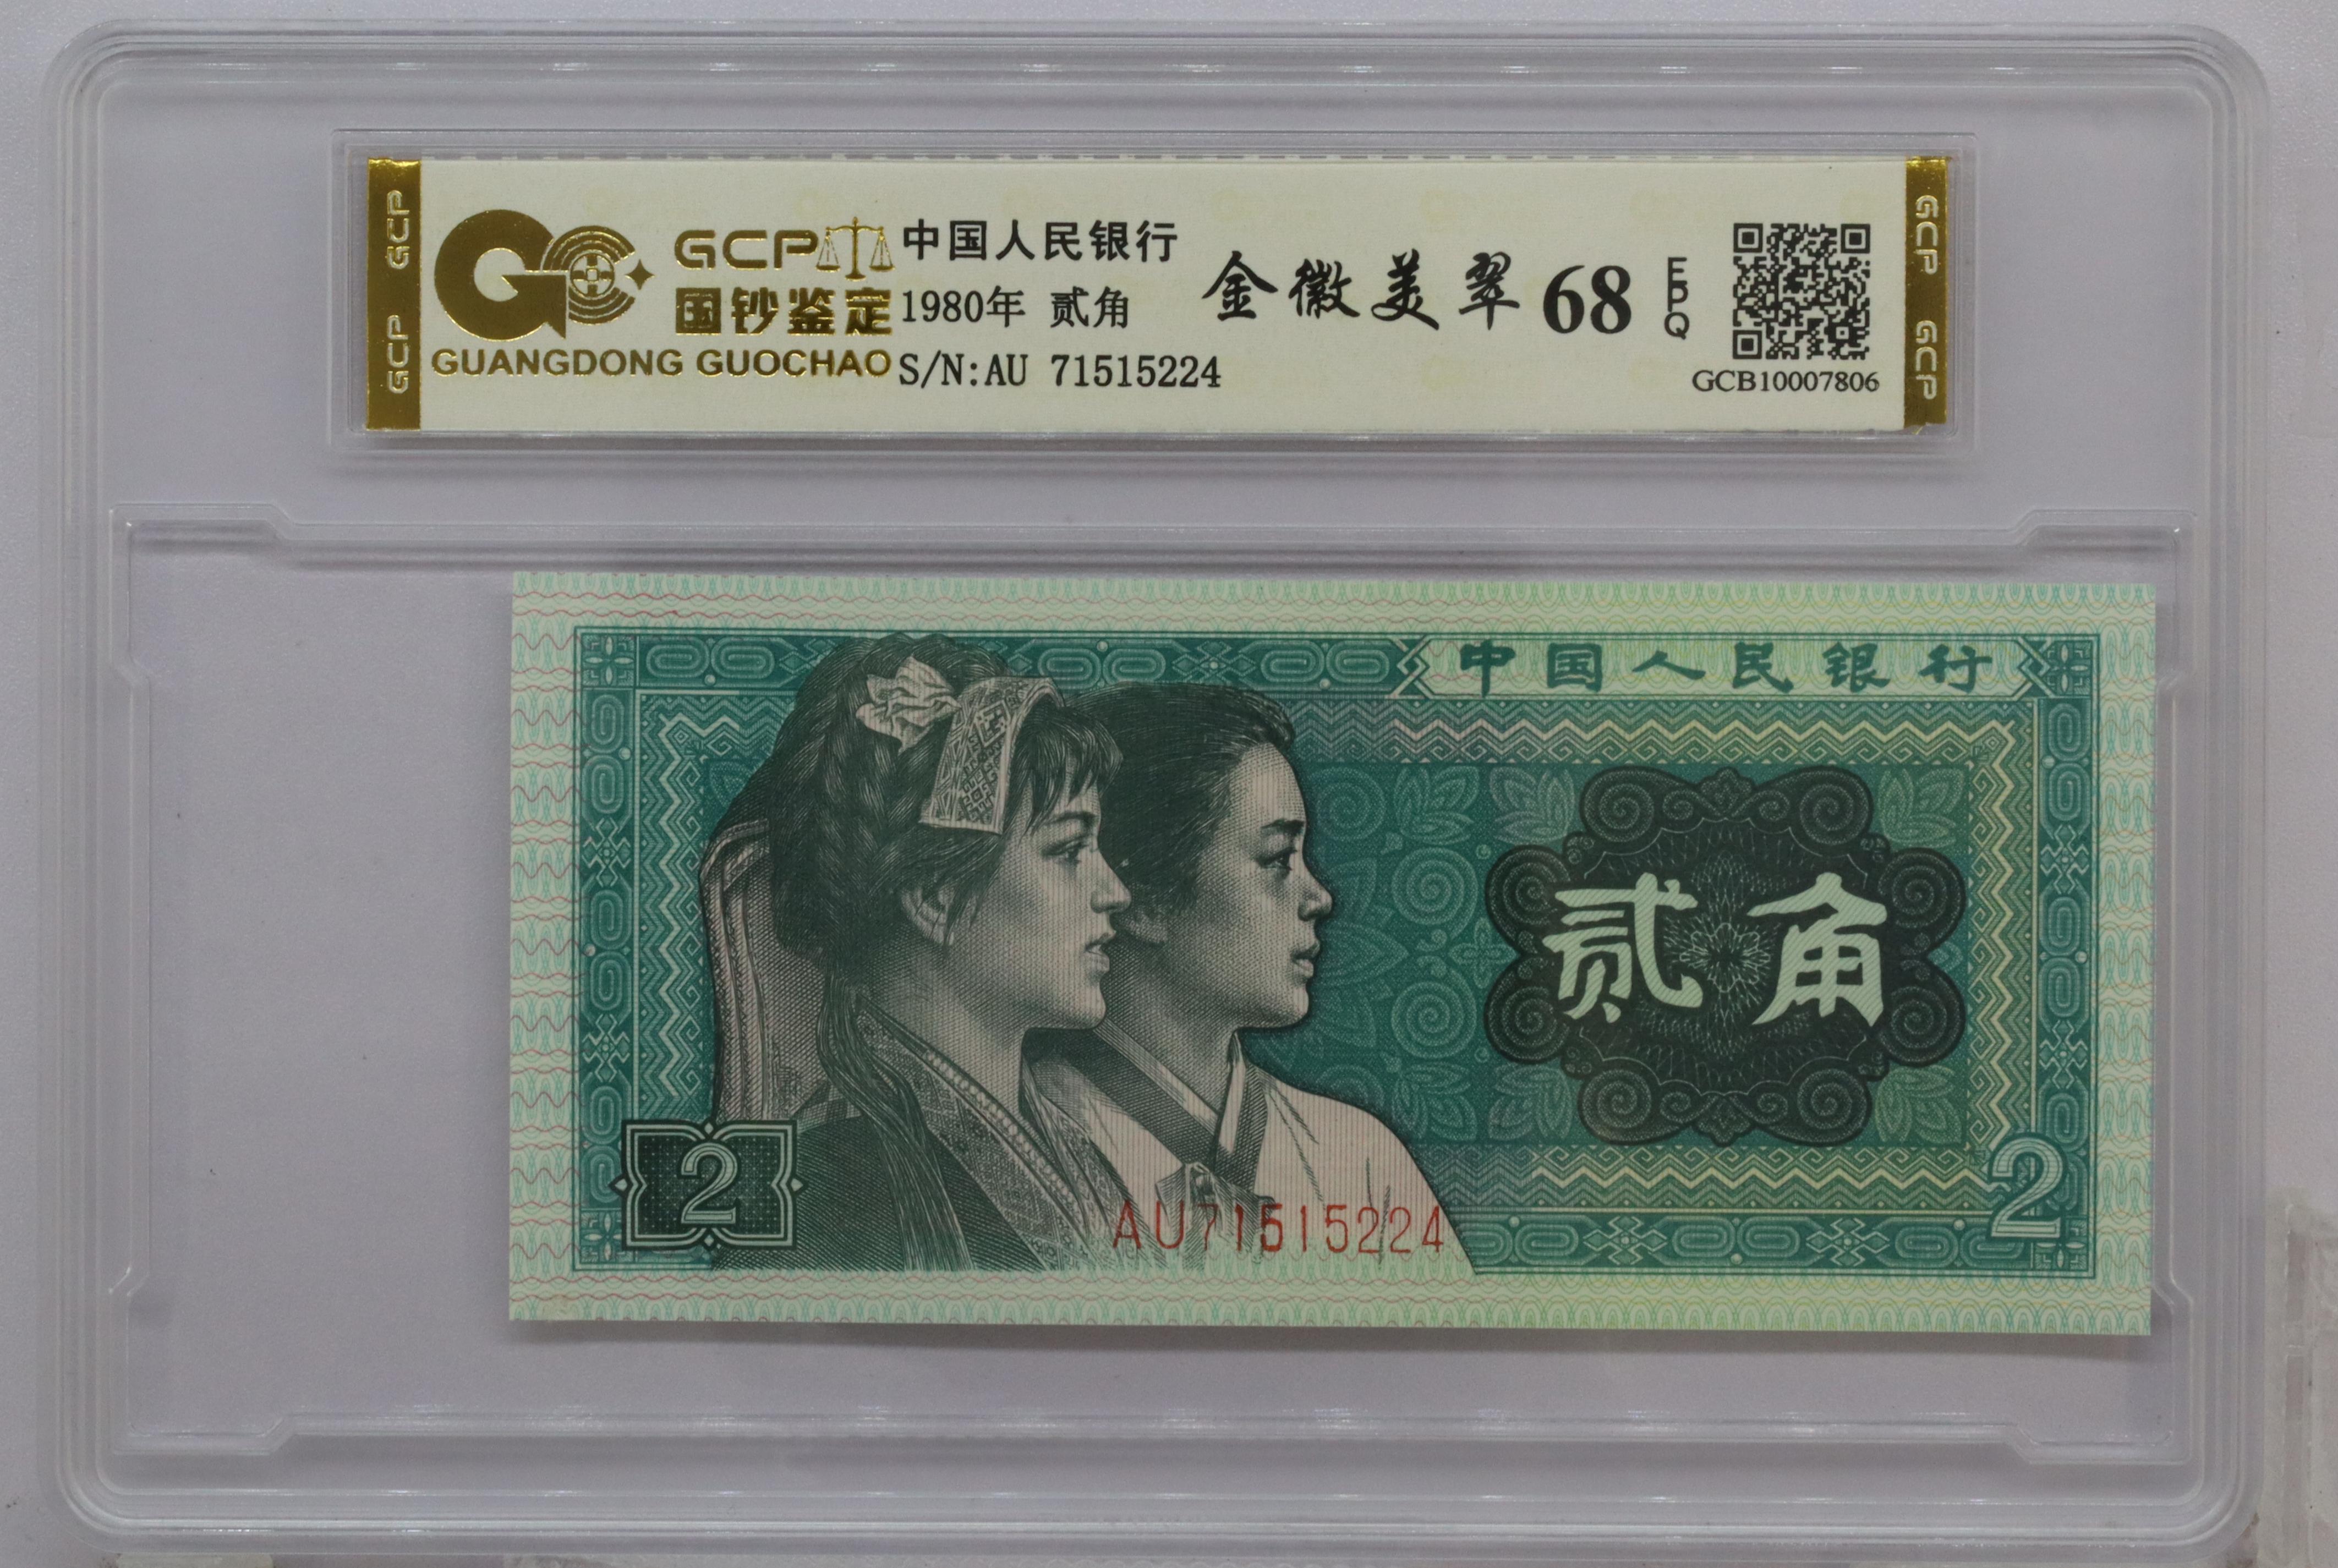 GCP GCP
GCP
国钞鉴定
GUANGDONG GUOCHAO
中国人民银行
1980年 贰角
S/N:AU 71515224
金徽美翠 68 EPQ
GCB10007806
GCP GCP
中国人民银行
贰角
2
2
AU71515224